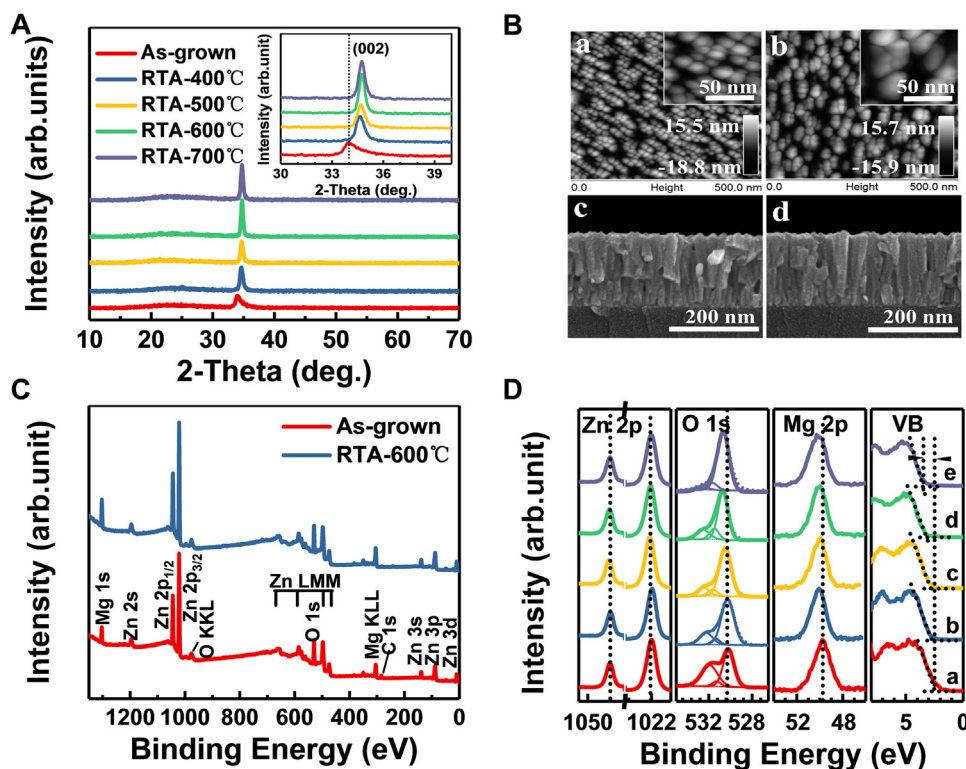 A
As-grown
RTA-400℃
RTA-500℃
RTA-600℃
RTA-700℃
Intensity (arb.units)
10 20 30 40 50 60 70
2-Theta (deg.)
(002)
Intensity (arb.unit)
30 33 36 39
2-Theta (deg.)
B
a
50 nm
15.5 nm
-18.8 nm
0.0 Height 500.0 nm
b
50 nm
15.7 nm
-15.9 nm
0.0 Height 500.0 nm
c
200 nm
d
200 nm
C
As-grown
RTA-600℃
Intensity (arb.unit)
Mg 1s
Zn 2s
Zn 2p1/2
Zn 2p3/2
O KKL
Zn LMM
O 1s
Mg KLL
C 1s
Zn 3s
Zn 3p
Zn 3d
1200 1000 800 600 400 200 0
Binding Energy (eV)
D
Zn 2p O 1s Mg 2p VB
e
d
c
b
a
Intensity (arb.unit)
1050 1022 532 528 52 48 5 0
Binding Energy (eV)